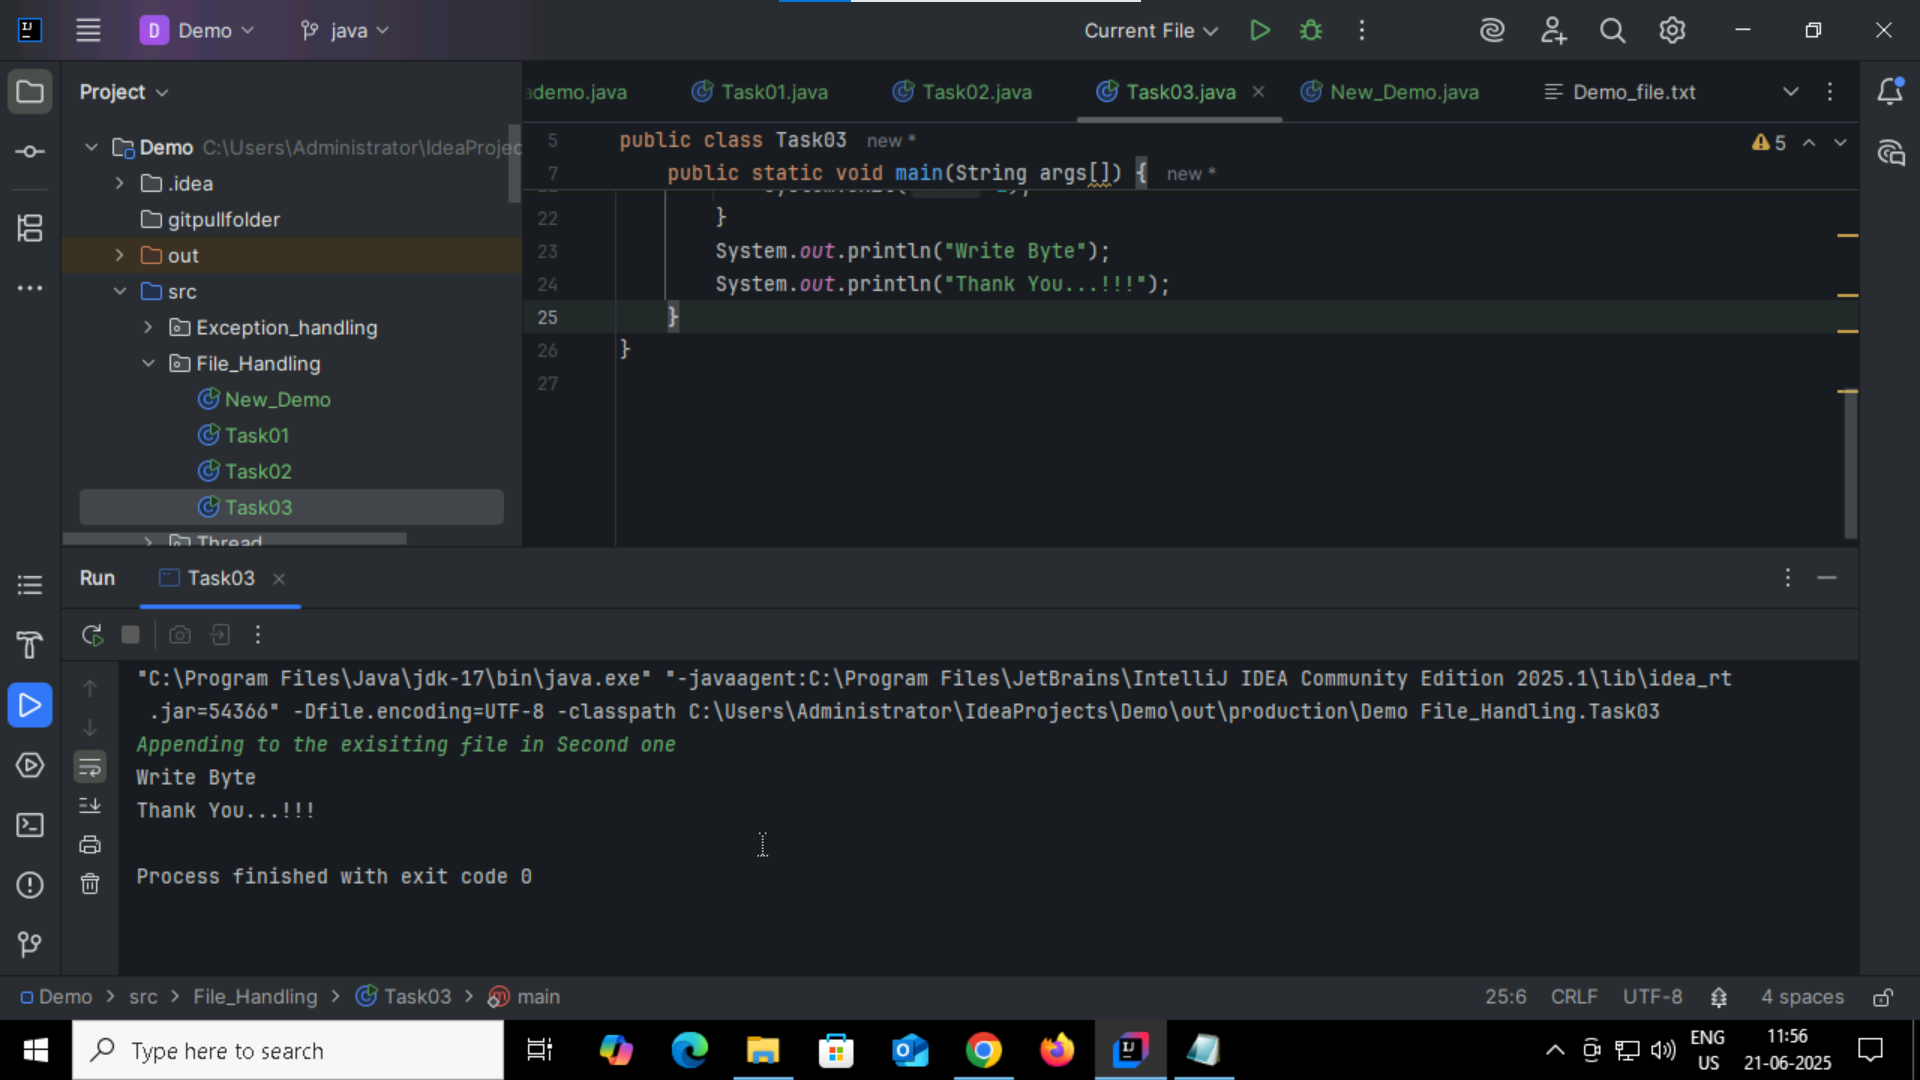 D Demo java Current File
Project
ademo.java Task01.java Task02.java Task03.java New_Demo.java Demo_file.txt
Demo C:\Users\Administrator\IdeaProjec
.idea
gitpullfolder
out
src
Exception_handling
File_Handling
New_Demo
Task01
Task02
Task03
Thread
5 public class Task03 new *
5
7 public static void main(String args[]) { new *
22 }
23 System.out.println("Write Byte");
24 System.out.println("Thank You...!!!");
25 }
26 }
27
Run Task03
"C:\Program Files\Java\jdk-17\bin\java.exe" "-javaagent:C:\Program Files\JetBrains\IntelliJ IDEA Community Edition 2025.1\lib\idea_rt
.jar=54366" -Dfile.encoding=UTF-8 -classpath C:\Users\Administrator\IdeaProjects\Demo\out\production\Demo File_Handling.Task03
Appending to the exisiting file in Second one
Write Byte
Thank You...!!!
Process finished with exit code 0
Demo > src > File_Handling > Task03 > main
25:6 CRLF UTF-8 4 spaces
Type here to search
ENG
US
11:56
21-06-2025